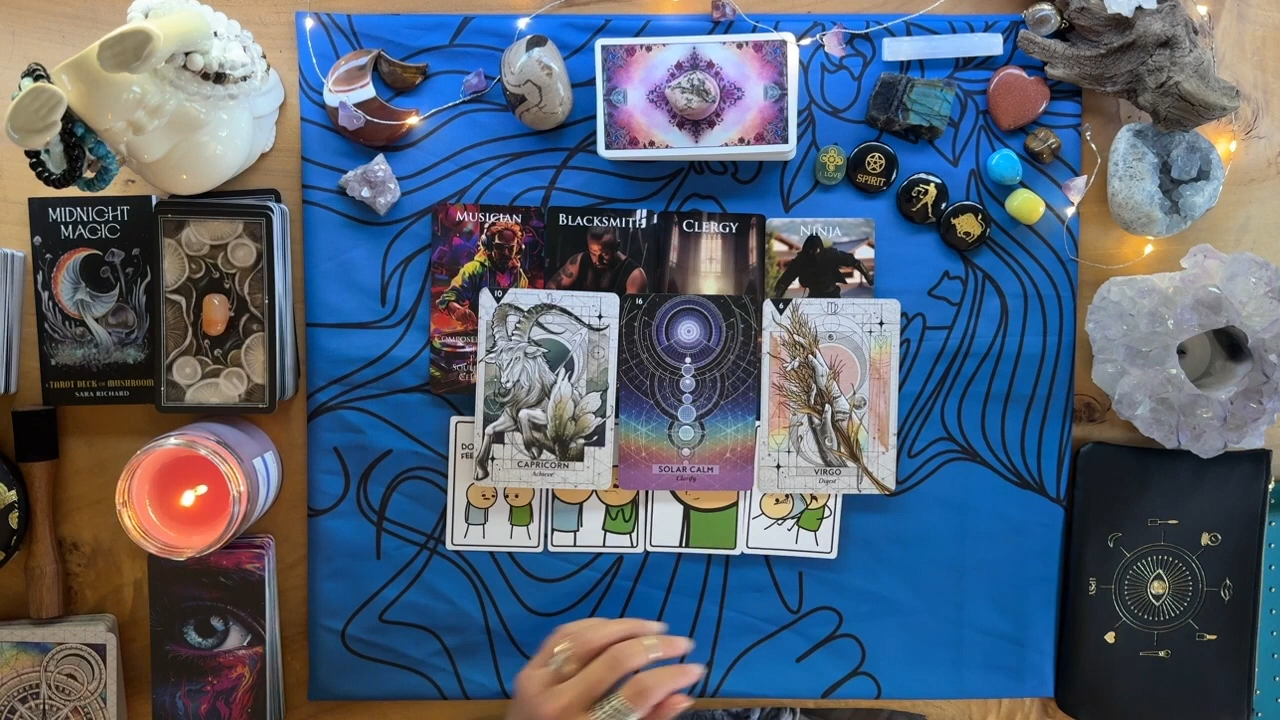 MIDNIGHT
MAGIC
A TAROT DECK OF MUSHROOM
SARA RICHARD
I LOVE
SPIRIT
MUSICIAN
BLACKSMITH
CLERGY
NINJA
10
CAPRICORN
Achieve
16
SOLAR CALM
Clarify
6
VIRGO
Digest